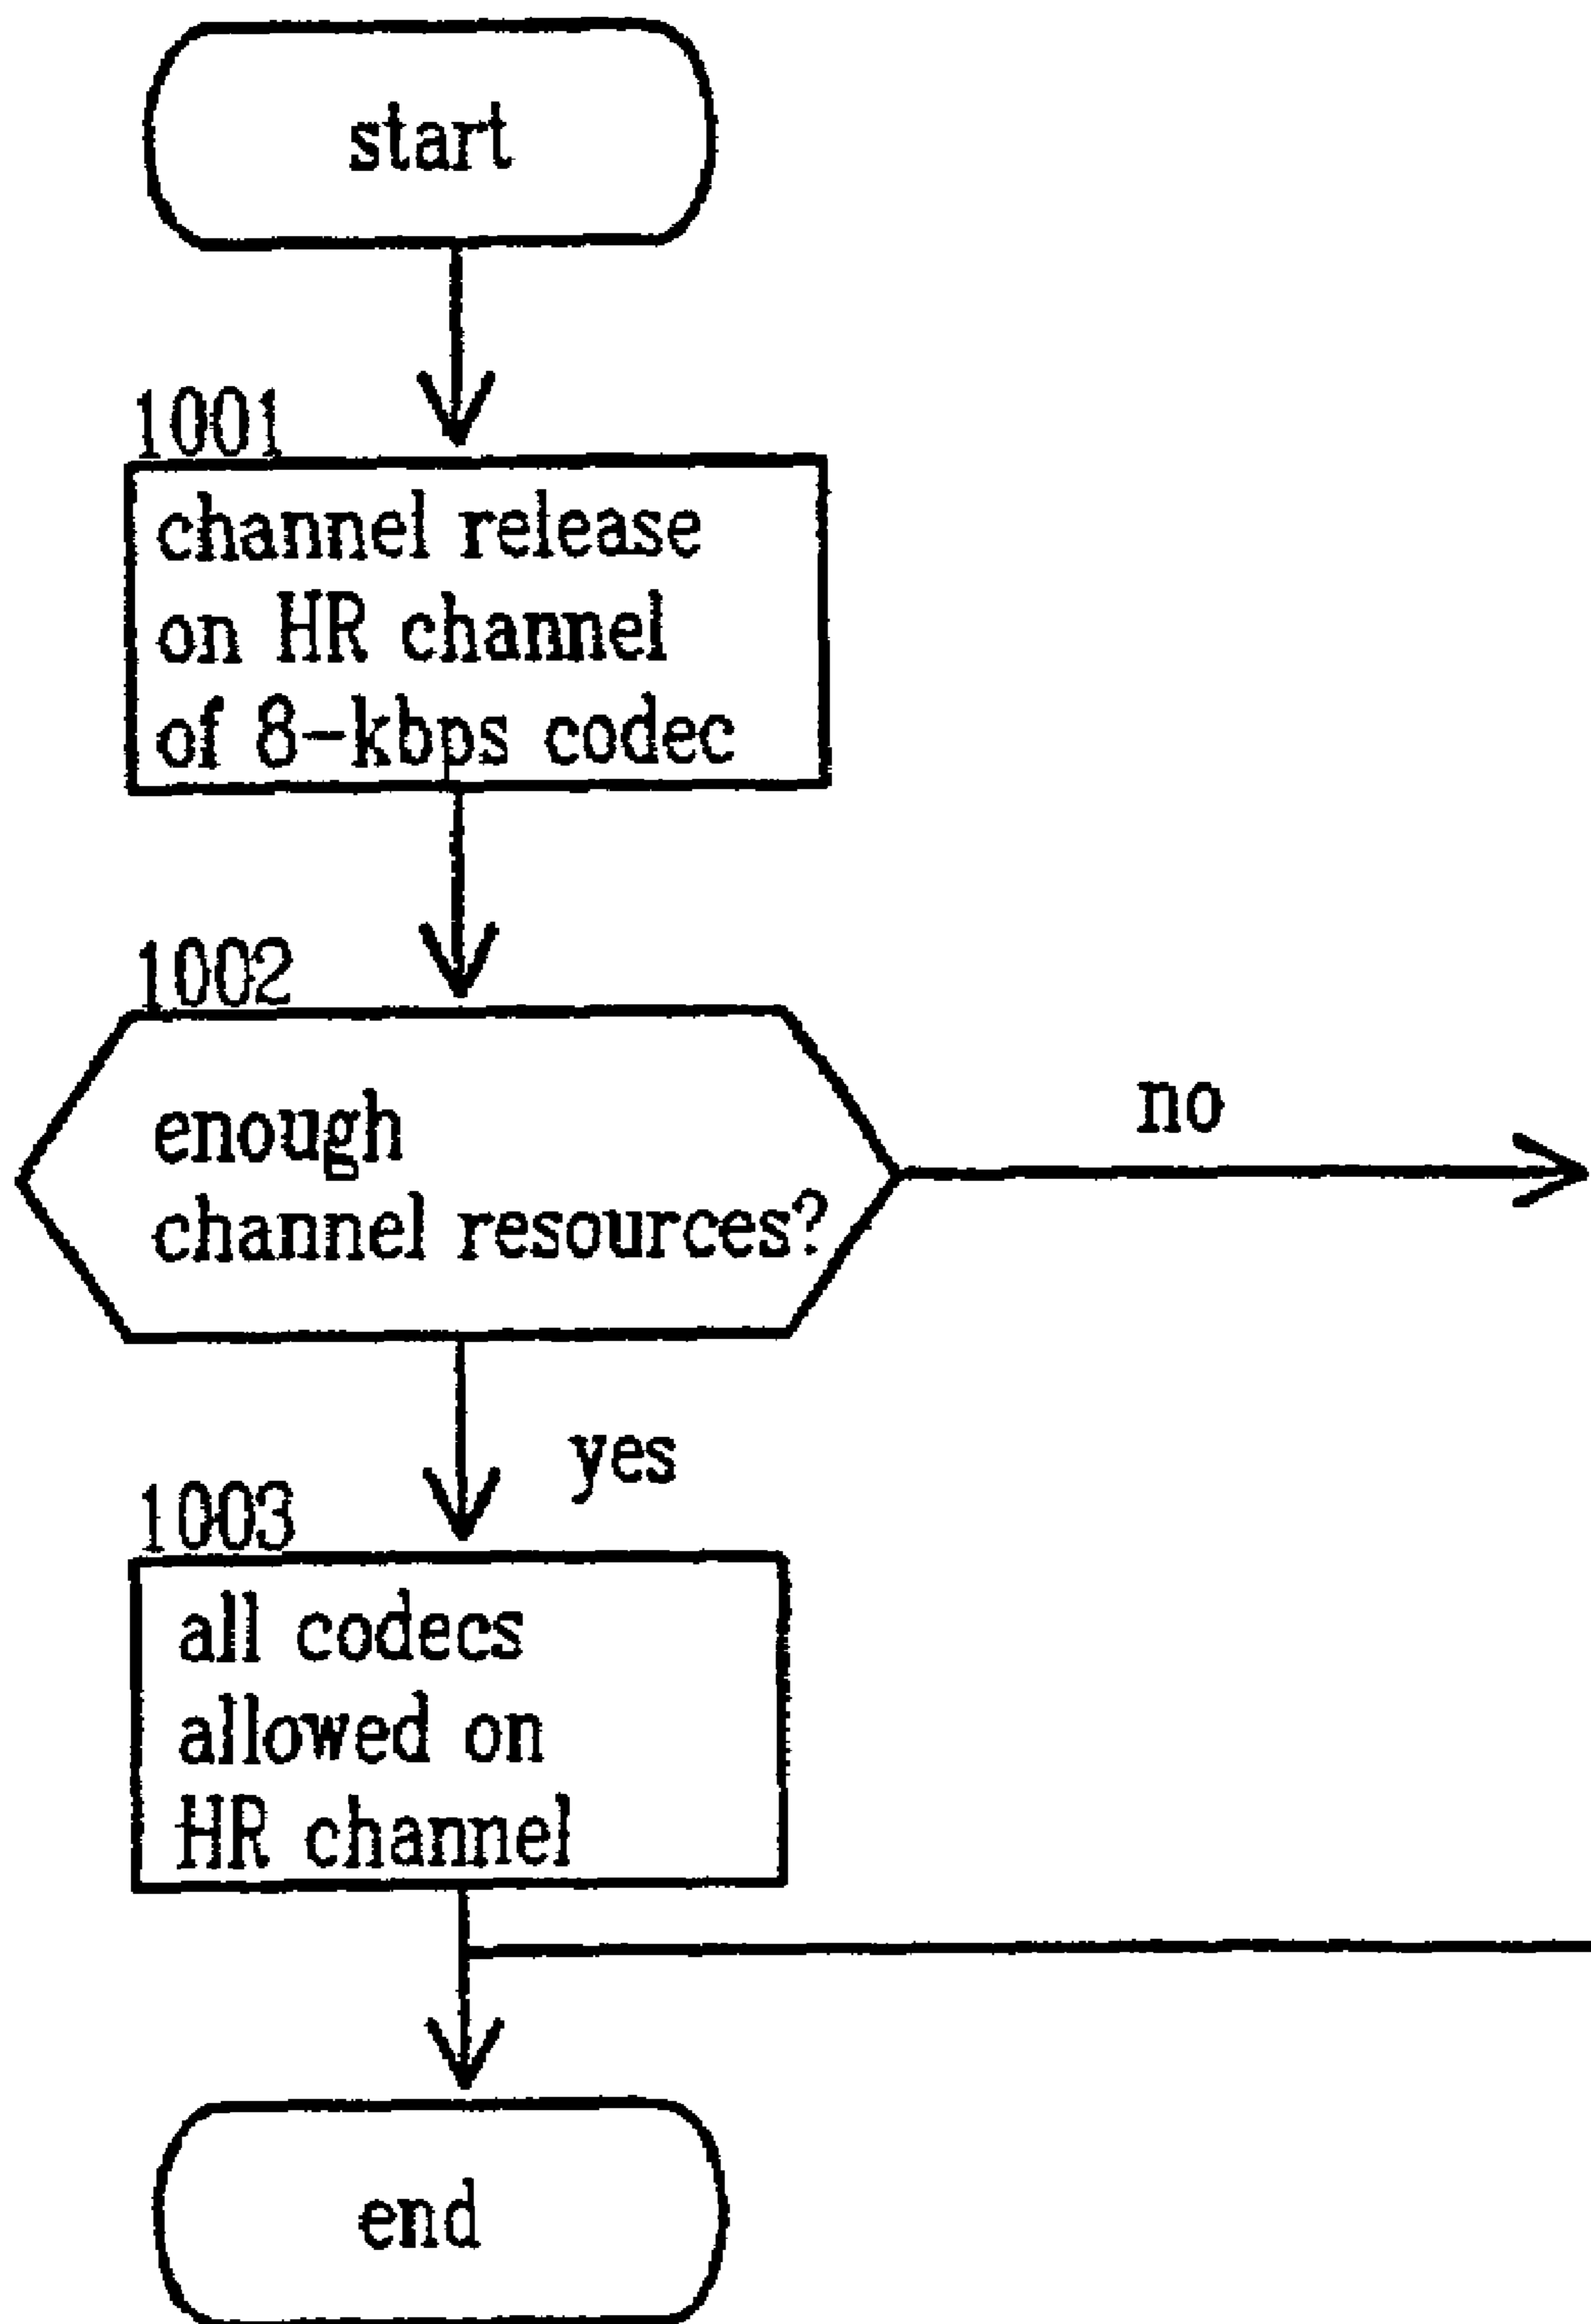 start
1001
channel release
on HR channel
of 8-kbps codec
1002
enough
channel resources?
no
yes
1003
all codecs
allowed on
HR channel
end